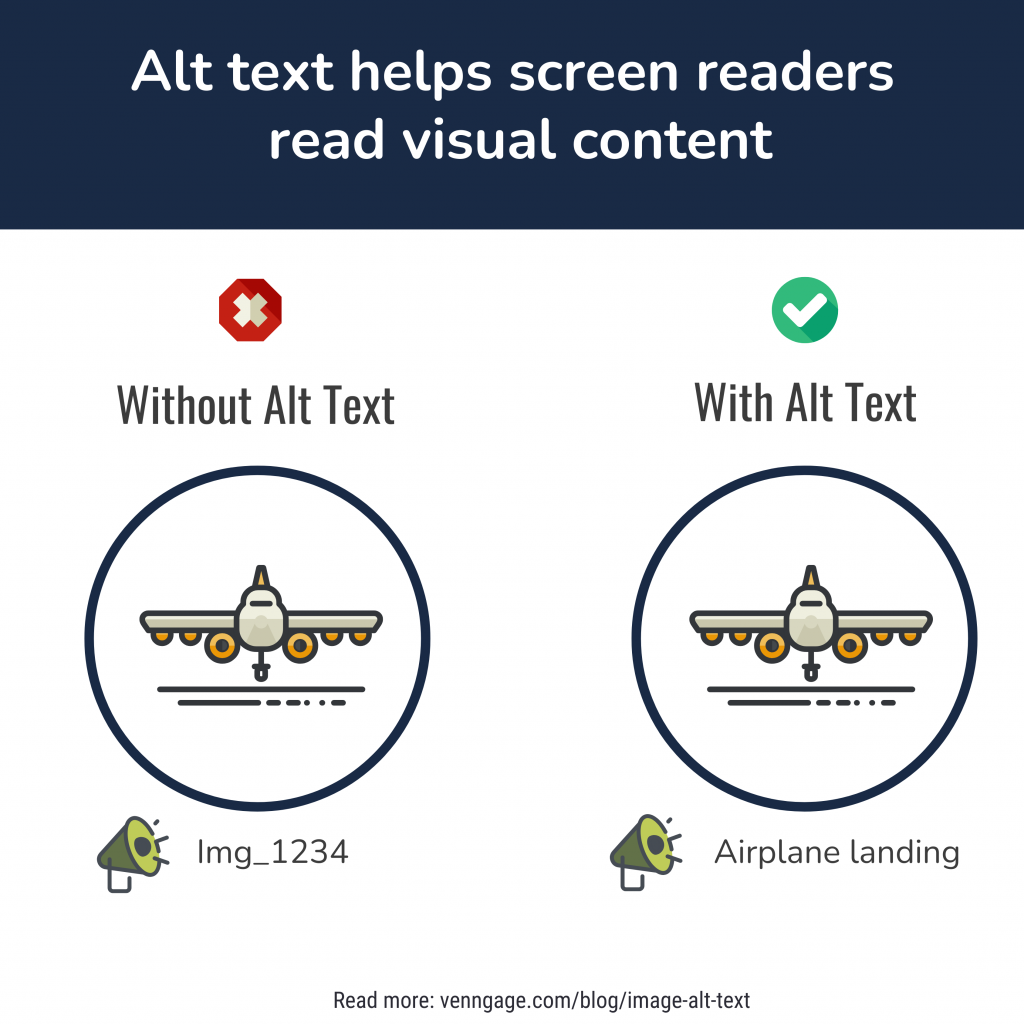 Alt text helps screen readers
read visual content
Without Alt Text
With Alt Text
Img_1234
Airplane landing
Read more: venngage.com/blog/image-alt-text